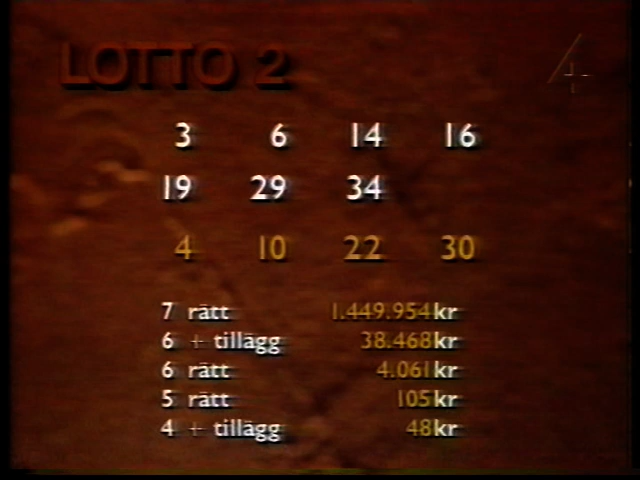 LOTTO 2
4
3 6 14 16
19 29 34
4 10 22 30
7 rätt 1.449.954kr
6 + tillägg 38.468kr
6 rätt 4.061kr
5 rätt 105kr
4 + tillägg 48kr